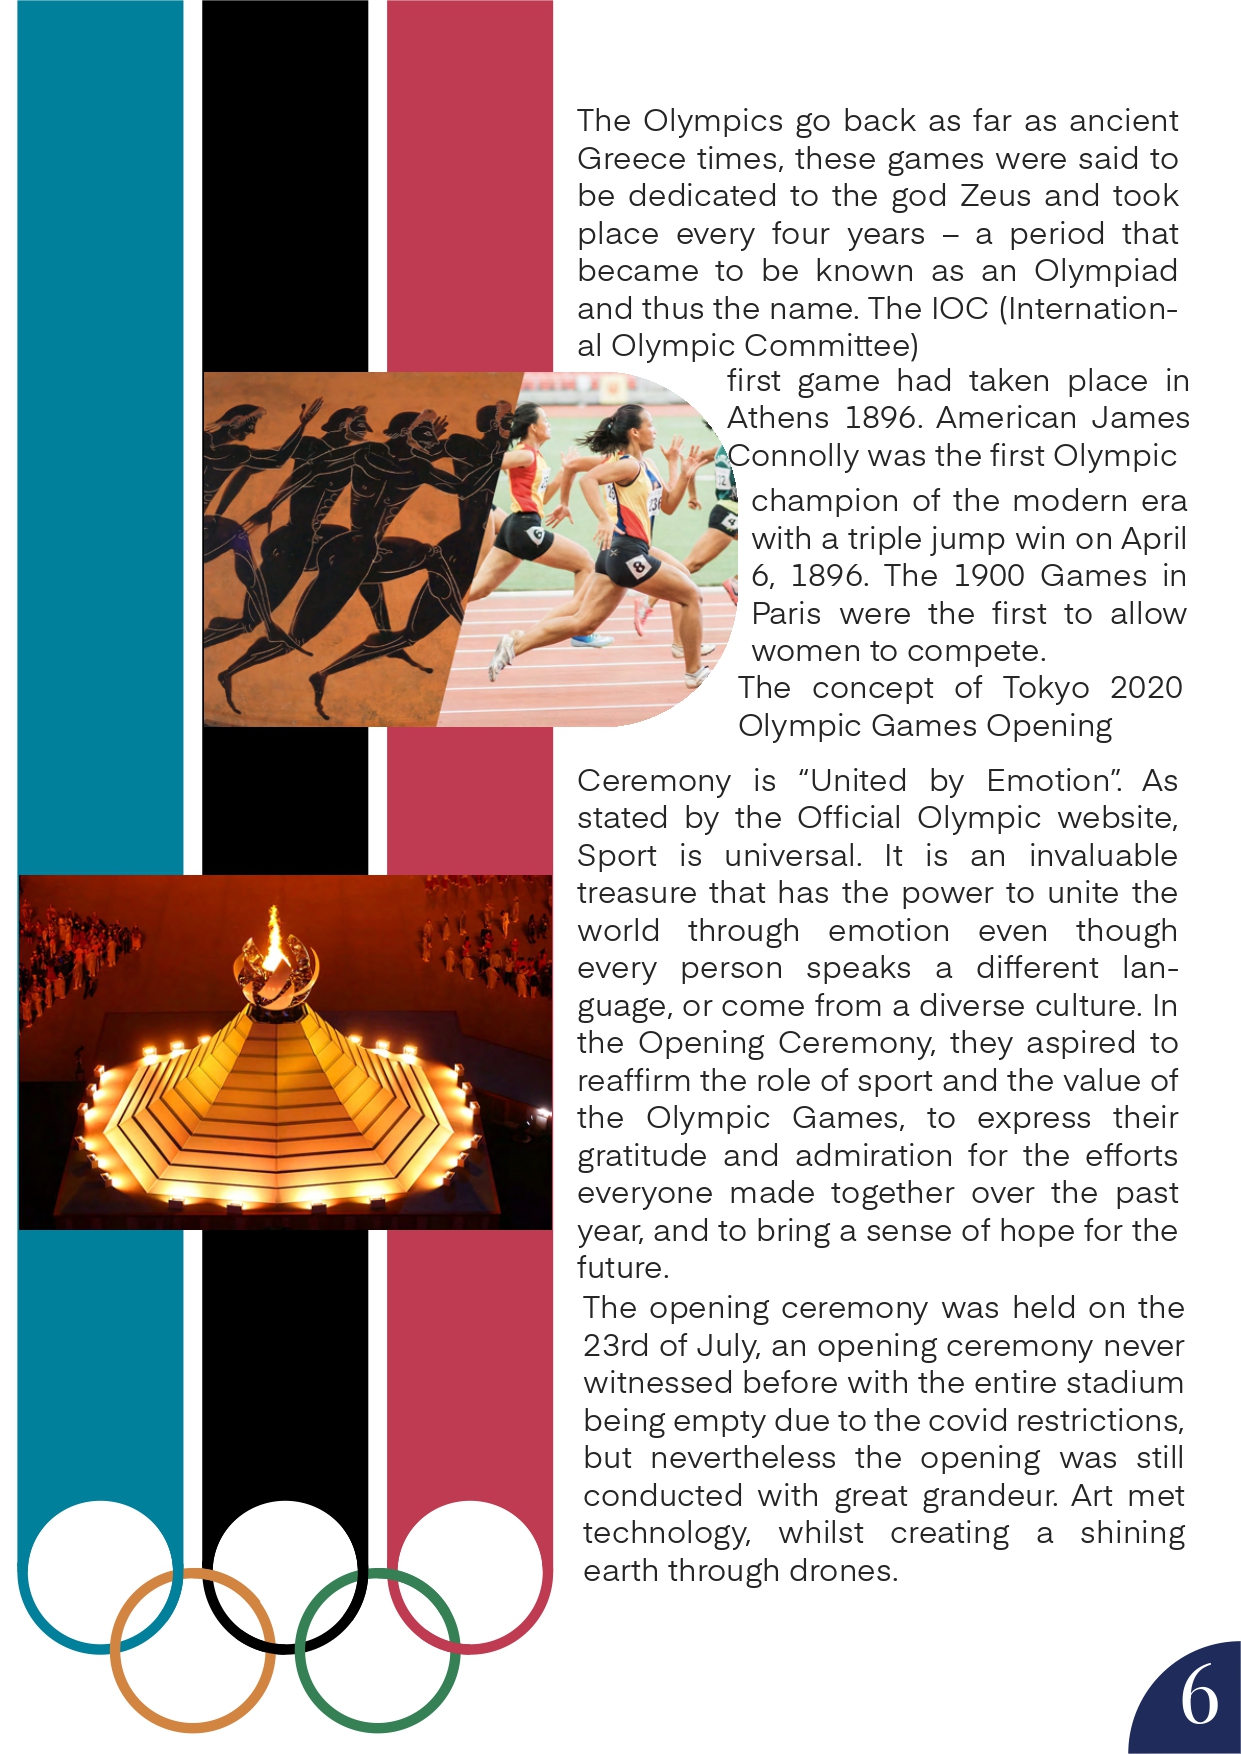 The Olympics go back as far as ancient
Greece times, these games were said to
be dedicated to the god Zeus and took
place every four years – a period that
became to be known as an Olympiad
and thus the name. The IOC (Internation-
al Olympic Committee)
first game had taken place in
Athens 1896. American James
Connolly was the first Olympic
champion of the modern era
with a triple jump win on April
6, 1896. The 1900 Games in
Paris were the first to allow
women to compete.
The concept of Tokyo 2020
Olympic Games Opening
Ceremony is “United by Emotion”. As
stated by the Official Olympic website,
Sport is universal. It is an invaluable
treasure that has the power to unite the
world through emotion even though
every person speaks a different lan-
guage, or come from a diverse culture. In
the Opening Ceremony, they aspired to
reaffirm the role of sport and the value of
the Olympic Games, to express their
gratitude and admiration for the efforts
everyone made together over the past
year, and to bring a sense of hope for the
future.
The opening ceremony was held on the
23rd of July, an opening ceremony never
witnessed before with the entire stadium
being empty due to the covid restrictions,
but nevertheless the opening was still
conducted with great grandeur. Art met
technology, whilst creating a shining
earth through drones.
6
8
6